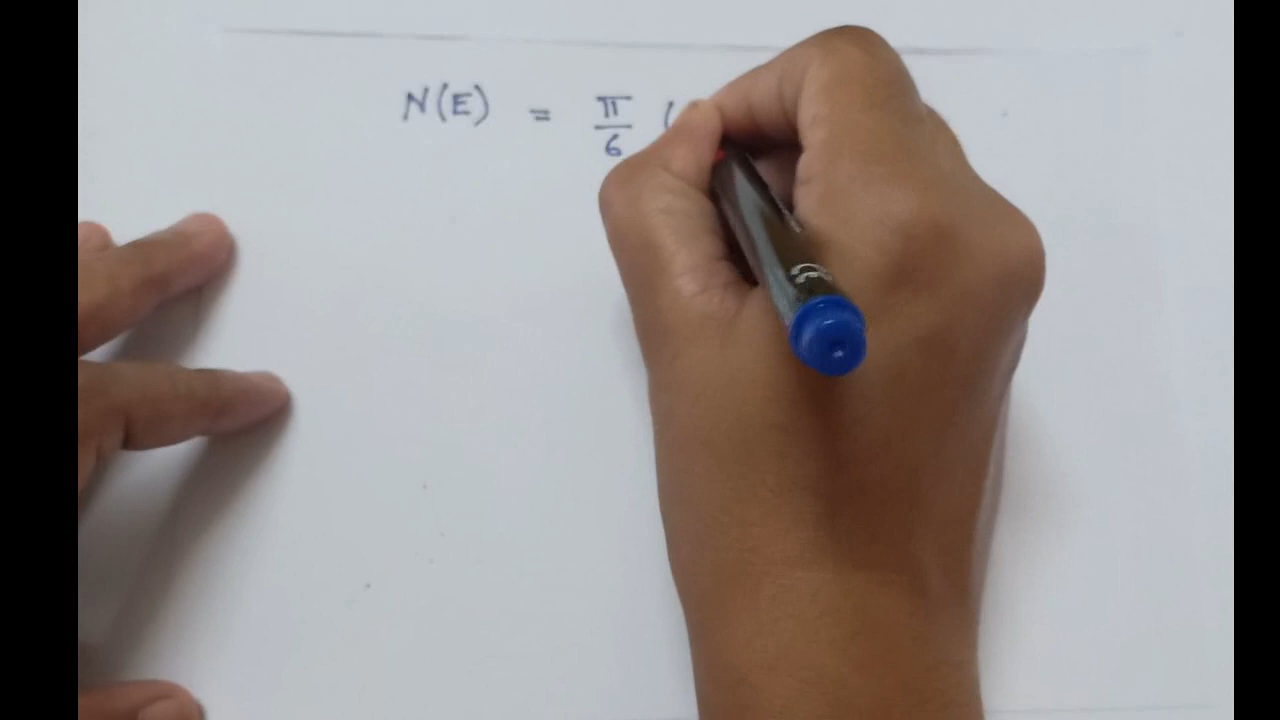 N(E) = π/6 (